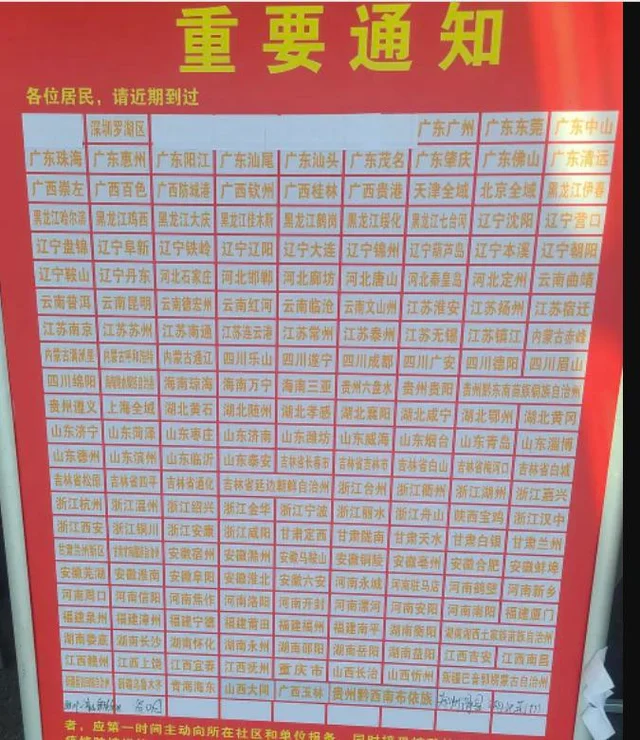 重要通知
各位居民，请近期到过
深圳罗湖区 广东广州 广东东莞 广东中山
广东珠海 广东惠州 广东阳江 广东汕尾 广东汕头 广东茂名 广东肇庆 广东佛山 广东清远
广西崇左 广西百色 广西防城港 广西钦州 广西桂林 广西贵港 天津全域 北京全域 黑龙江伊春
黑龙江哈尔滨 黑龙江鸡西 黑龙江大庆 黑龙江佳木斯 黑龙江鹤岗 黑龙江绥化 黑龙江七台河 辽宁沈阳 辽宁营口
辽宁盘锦 辽宁阜新 辽宁铁岭 辽宁辽阳 辽宁大连 辽宁锦州 辽宁葫芦岛 辽宁本溪 辽宁朝阳
辽宁鞍山 辽宁丹东 河北石家庄 河北邯郸 河北廊坊 河北唐山 河北秦皇岛 河北定州 云南曲靖
云南普洱 云南昆明 云南德宏州 云南红河 云南临沧 云南文山州 江苏淮安 江苏扬州 江苏宿迁
江苏南京 江苏苏州 江苏南通 江苏连云港 江苏常州 江苏泰州 江苏无锡 江苏镇江 内蒙古赤峰
内蒙古满洲里 内蒙古呼和浩特 内蒙古通辽 四川乐山 四川遂宁 四川成都 四川广安 四川德阳 四川眉山
四川绵阳 海南琼海 海南万宁 海南三亚 贵州六盘水 贵州贵阳 贵州黔东南苗族侗族自治州
贵州遵义 上海全域 湖北黄石 湖北随州 湖北孝感 湖北襄阳 湖北咸宁 湖北鄂州 湖北黄冈
山东济宁 山东菏泽 山东枣庄 山东济南 山东潍坊 山东威海 山东烟台 山东青岛 山东淄博
山东德州 山东滨州 山东临沂 山东泰安 吉林省长春市 吉林省吉林市 吉林省白山 吉林省梅河口 吉林省白城
吉林省松原 吉林省四平 吉林省通化 吉林省延边朝鲜自治州 浙江台州 浙江衢州 浙江湖州 浙江嘉兴
浙江杭州 浙江温州 浙江绍兴 浙江金华 浙江宁波 浙江丽水 浙江舟山 陕西宝鸡 浙江汉中
浙江西安 浙江铜川 浙江安康 浙江咸阳 甘肃定西 甘肃陇南 甘肃天水 甘肃白银 甘肃兰州
甘肃兰州新区 安徽宿州 安徽滁州 安徽马鞍山 安徽铜陵 安徽亳州 安徽合肥 安徽蚌埠
安徽芜湖 安徽淮南 安徽阜阳 安徽淮北 安徽六安 河南永城 河南驻马店 河南鹤壁 河南新乡
河南周口 河南信阳 河南焦作 河南洛阳 河南开封 河南漯河 河南安阳 河南南阳 福建厦门
福建泉州 福建漳州 福建宁德 福建莆田 福建福州 福建南平 湖南衡阳 湖南湘西土家族苗族自治州
湖南娄底 湖南长沙 湖南怀化 湖南永州 湖南邵阳 湖南岳阳 湖南益阳 江西吉安 江西南昌
江西赣州 江西上饶 江西宜春 江西抚州 重庆市 山西长治 山西忻州 新疆巴音郭楞蒙古自治州
新疆乌鲁木齐 青海海东 山西大同 广西玉林 贵州黔西南布依族
者，应第一时间主动向所在社区和单位报备，同时接受核酸